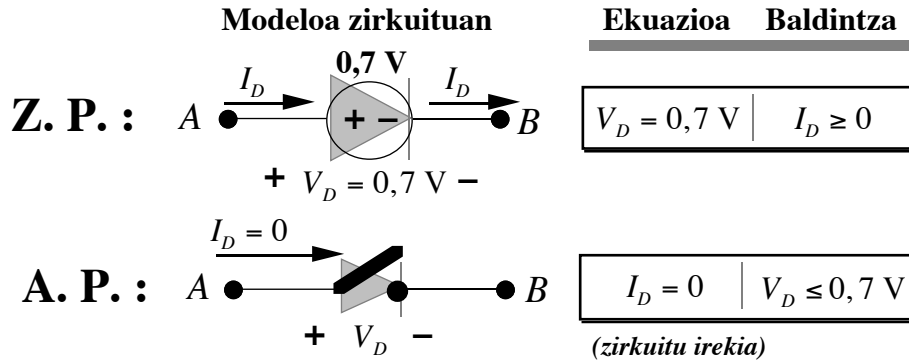 Modeloa zirkuituan Ekuazioa Baldintza
0,7 V
I_D I_D
Z. P. : A + − B V_D = 0,7 V I_D ≥ 0
+ V_D = 0,7 V −
I_D = 0
A. P. : A B I_D = 0 V_D ≤ 0,7 V
+ V_D −
(zirkuitu irekia)